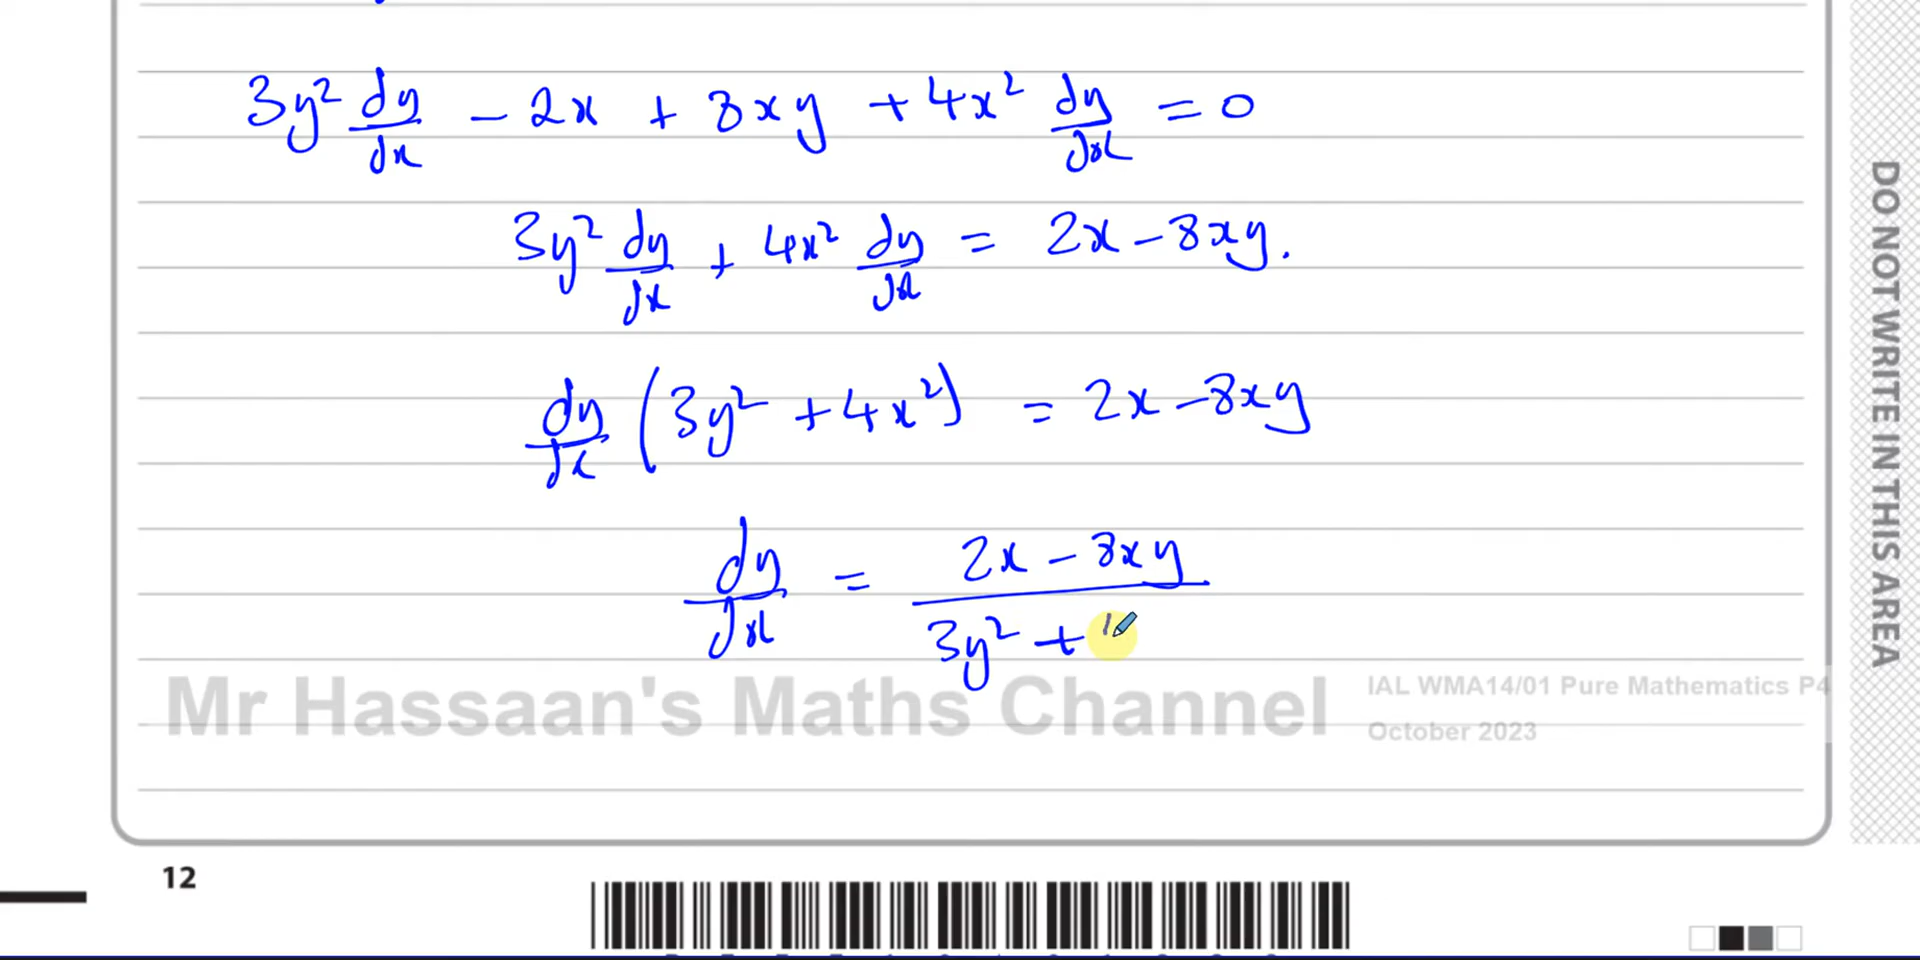 3y² dy/dx - 2x + 8xy + 4x² dy/dx = 0
3y² dy/dx + 4x² dy/dx = 2x - 8xy.
dy/dx (3y² + 4x²) = 2x - 8xy
dy/dx = (2x - 8xy)/(3y² +
Mr Hassaan's Maths Channel
IAL WMA14/01 Pure Mathematics P4
October 2023
12
DO NOT WRITE IN THIS AREA